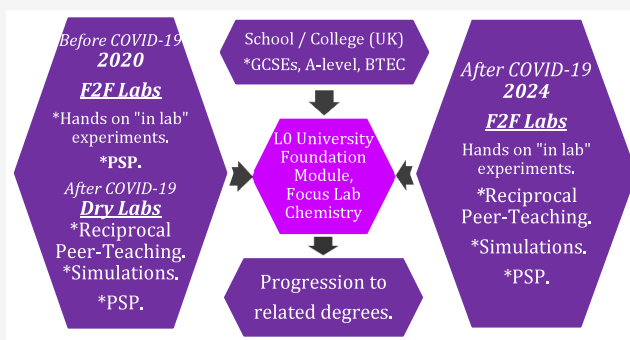 Before COVID-19
2020
F2F Labs
*Hands on "in lab"
experiments.
*PSP.
After COVID-19
Dry Labs
*Reciprocal
Peer-Teaching.
*Simulations.
*PSP.
School / College (UK)
*GCSEs, A-level, BTEC
L0 University
Foundation
Module,
Focus Lab
Chemistry
Progression to
related degrees.
After COVID-19
2024
F2F Labs
Hands on "in lab"
experiments.
*Reciprocal
Peer-Teaching.
*Simulations.
*PSP.